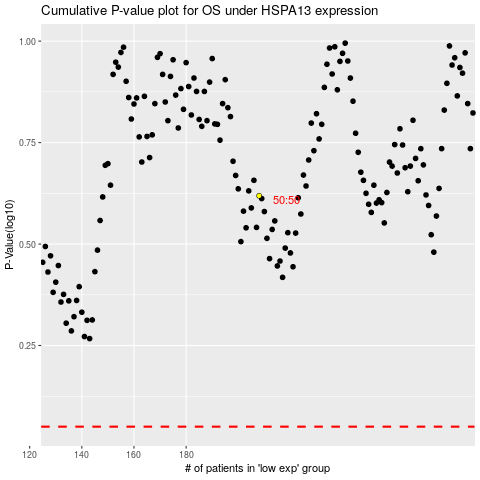 Cumulative P-value plot for OS under HSPA13 expression
1.00
0.75
0.50
0.25
P-Value(log10)
50:50
120 140 160 180
# of patients in 'low exp' group